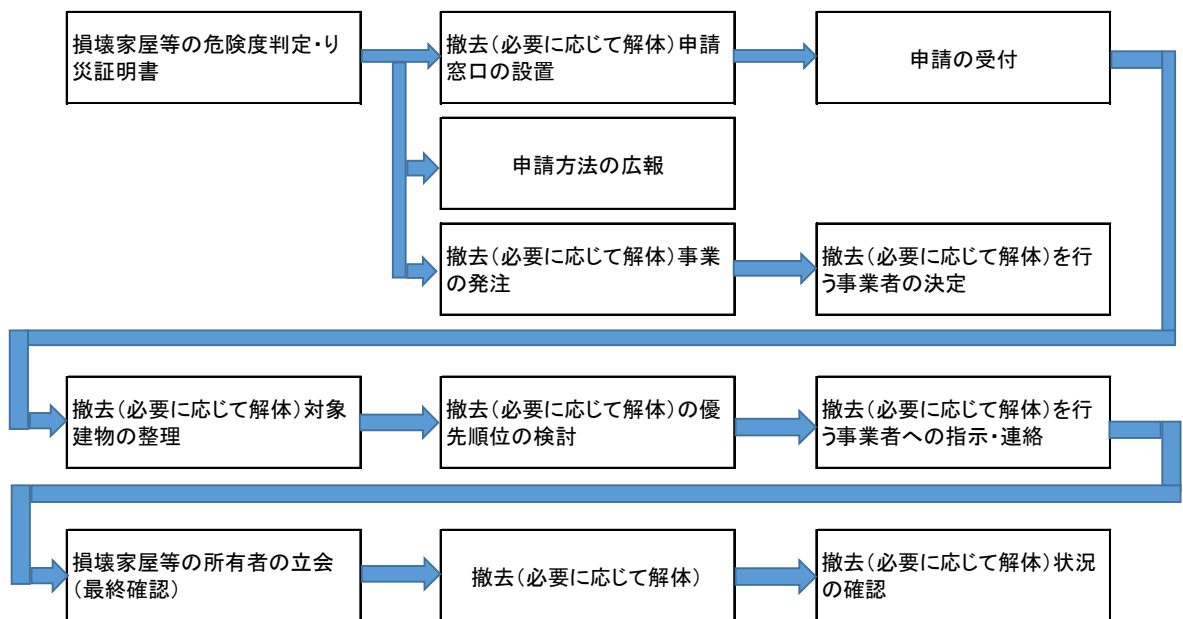 損壊家屋等の危険度判定・り
災証明書
撤去(必要に応じて解体)申請
窓口の設置
申請の受付
申請方法の広報
撤去(必要に応じて解体)事業
の発注
撤去(必要に応じて解体)を行
う事業者の決定
撤去(必要に応じて解体)対象
建物の整理
撤去(必要に応じて解体)の優
先順位の検討
撤去(必要に応じて解体)を行
う事業者への指示・連絡
損壊家屋等の所有者の立会
(最終確認)
撤去(必要に応じて解体)
撤去(必要に応じて解体)状況
の確認